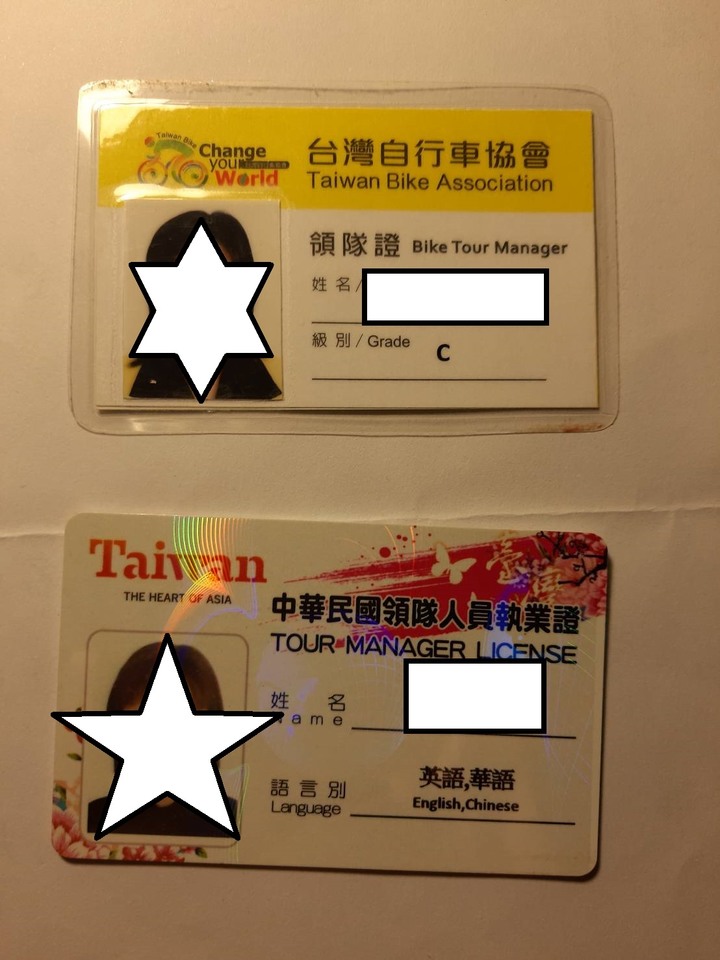 Taiwan Bike
Change
your
World
台灣自行車協會
Taiwan Bike Association
領隊證 Bike Tour Manager
姓 名/
級 別 / Grade C
Taiwan
THE HEART OF ASIA
臺灣
中華民國領隊人員執業證
TOUR MANAGER LICENSE
姓 名
Name
語 言 別 英語,華語
Language English,Chinese